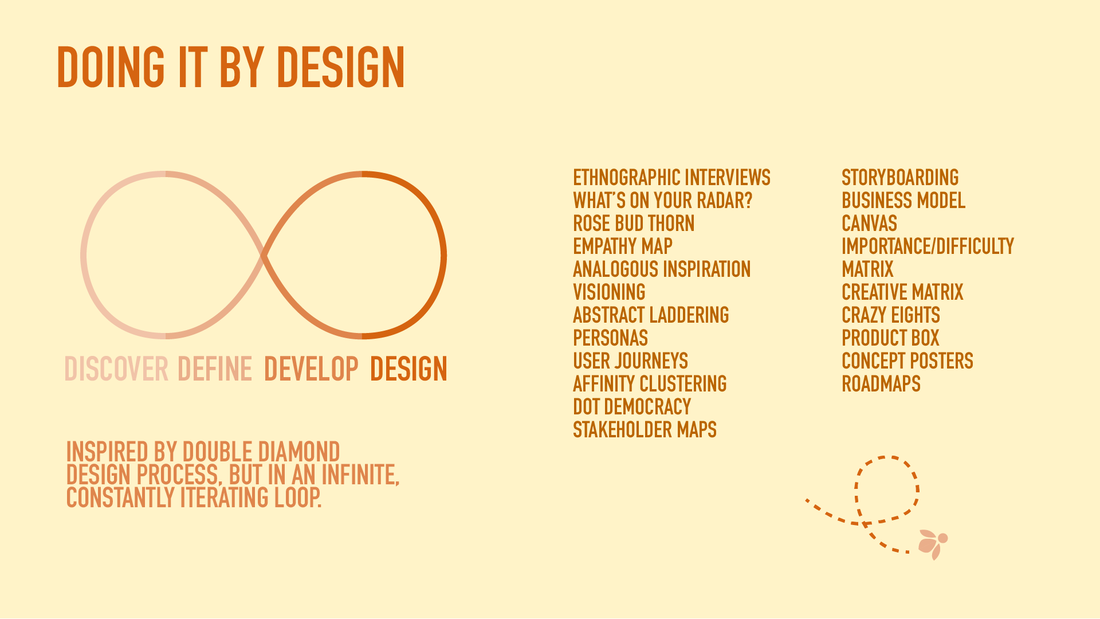 DOING IT BY DESIGN
DISCOVER DEFINE DEVELOP DESIGN
INSPIRED BY DOUBLE DIAMOND
DESIGN PROCESS, BUT IN AN INFINITE,
CONSTANTLY ITERATING LOOP.
ETHNOGRAPHIC INTERVIEWS
WHAT'S ON YOUR RADAR?
ROSE BUD THORN
EMPATHY MAP
ANALOGOUS INSPIRATION
VISIONING
ABSTRACT LADDERING
PERSONAS
USER JOURNEYS
AFFINITY CLUSTERING
DOT DEMOCRACY
STAKEHOLDER MAPS
STORYBOARDING
BUSINESS MODEL
CANVAS
IMPORTANCE/DIFFICULTY
MATRIX
CREATIVE MATRIX
CRAZY EIGHTS
PRODUCT BOX
CONCEPT POSTERS
ROADMAPS